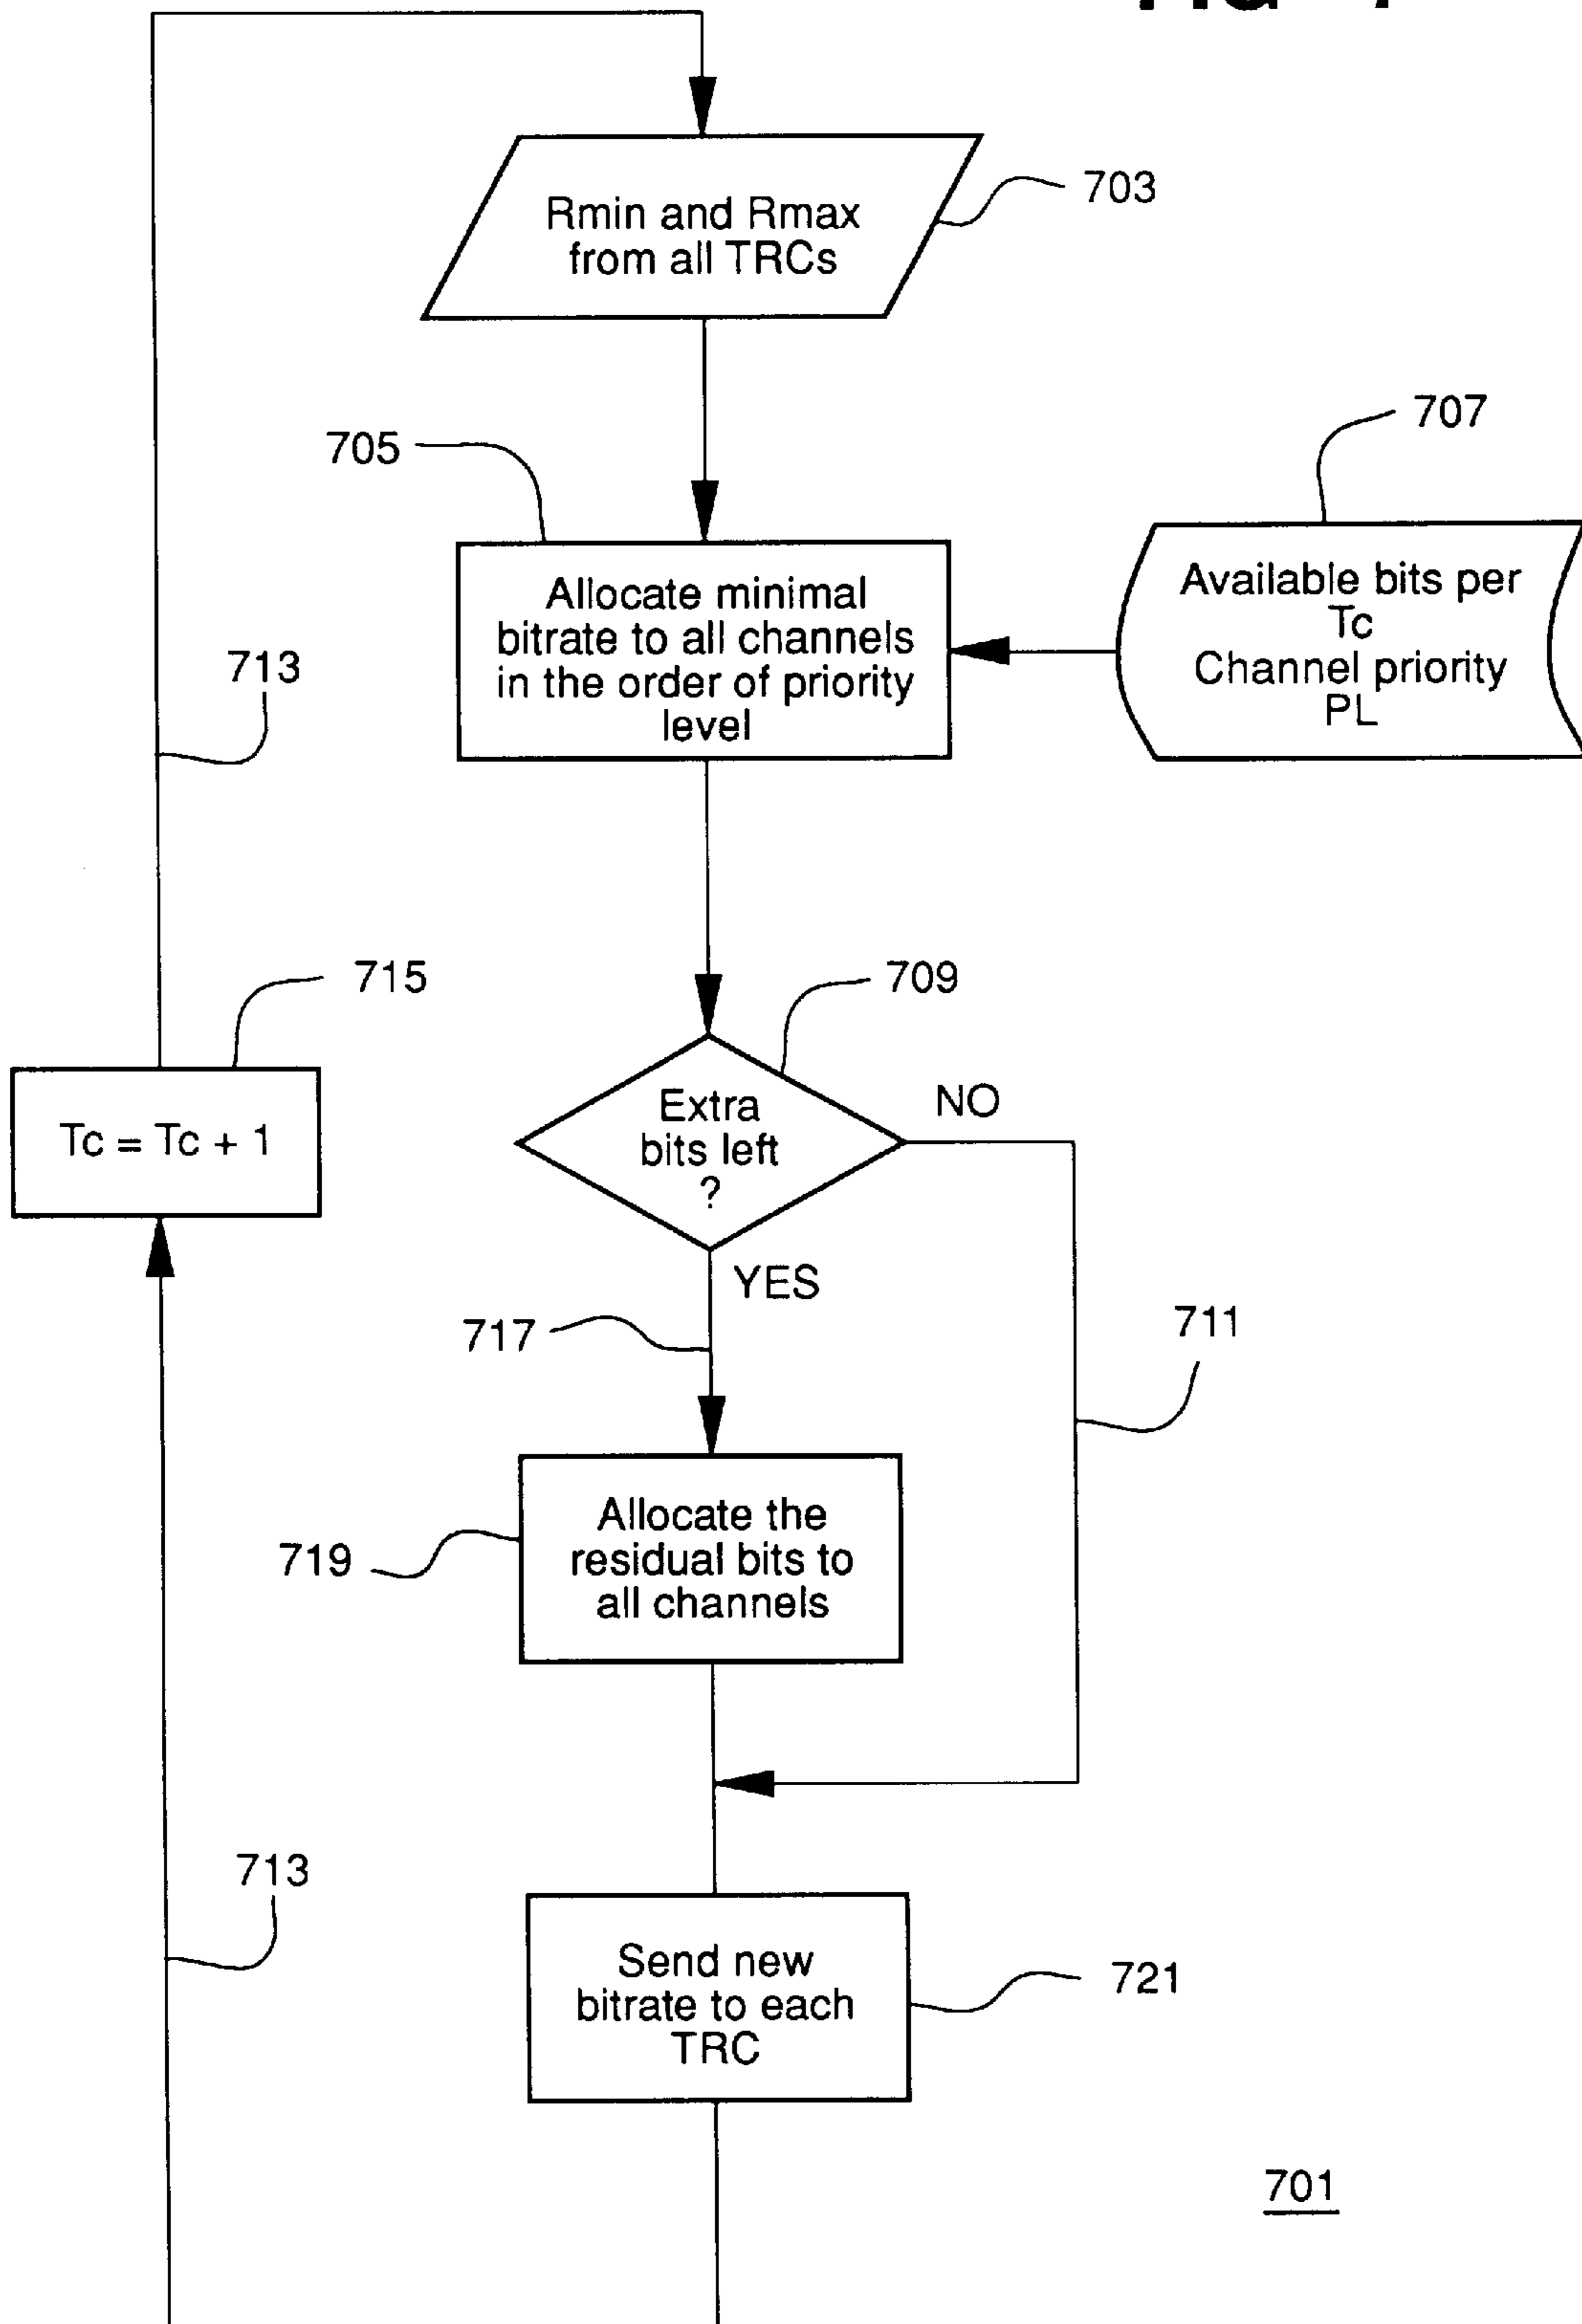 703
Rmin and Rmax
from all TRCs
707
705
Available bits per
Tc
Channel priority
PL
Allocate minimal
bitrate to all channels
in the order of priority
level
713
715
709
Tc = Tc + 1
Extra
bits left
?
NO
YES
717
711
719
Allocate the
residual bits to
all channels
713
Send new
bitrate to each
TRC
721
701